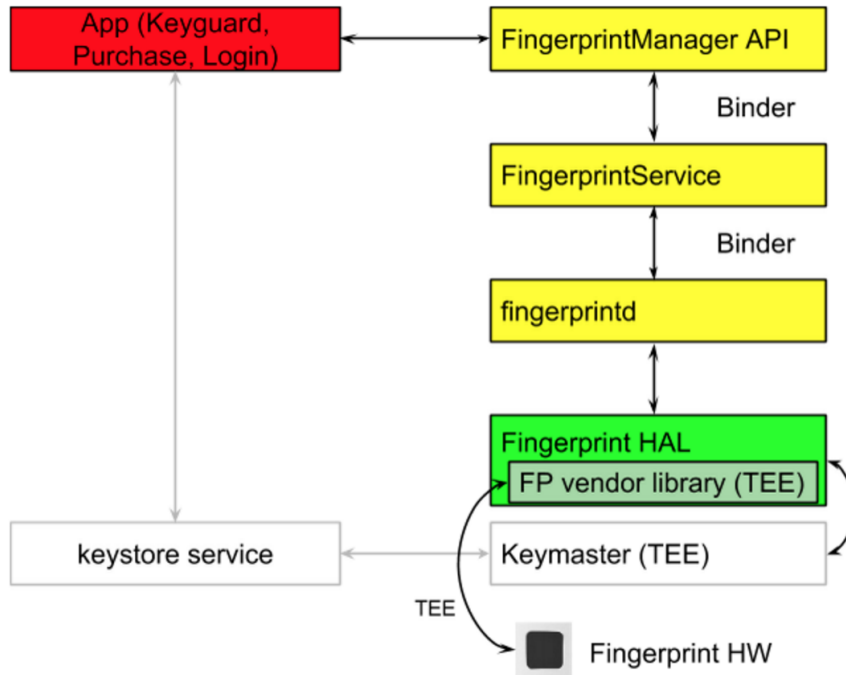 App (Keyguard,
Purchase, Login)
FingerprintManager API
Binder
FingerprintService
Binder
fingerprintd
Fingerprint HAL
FP vendor library (TEE)
keystore service
Keymaster (TEE)
TEE
Fingerprint HW